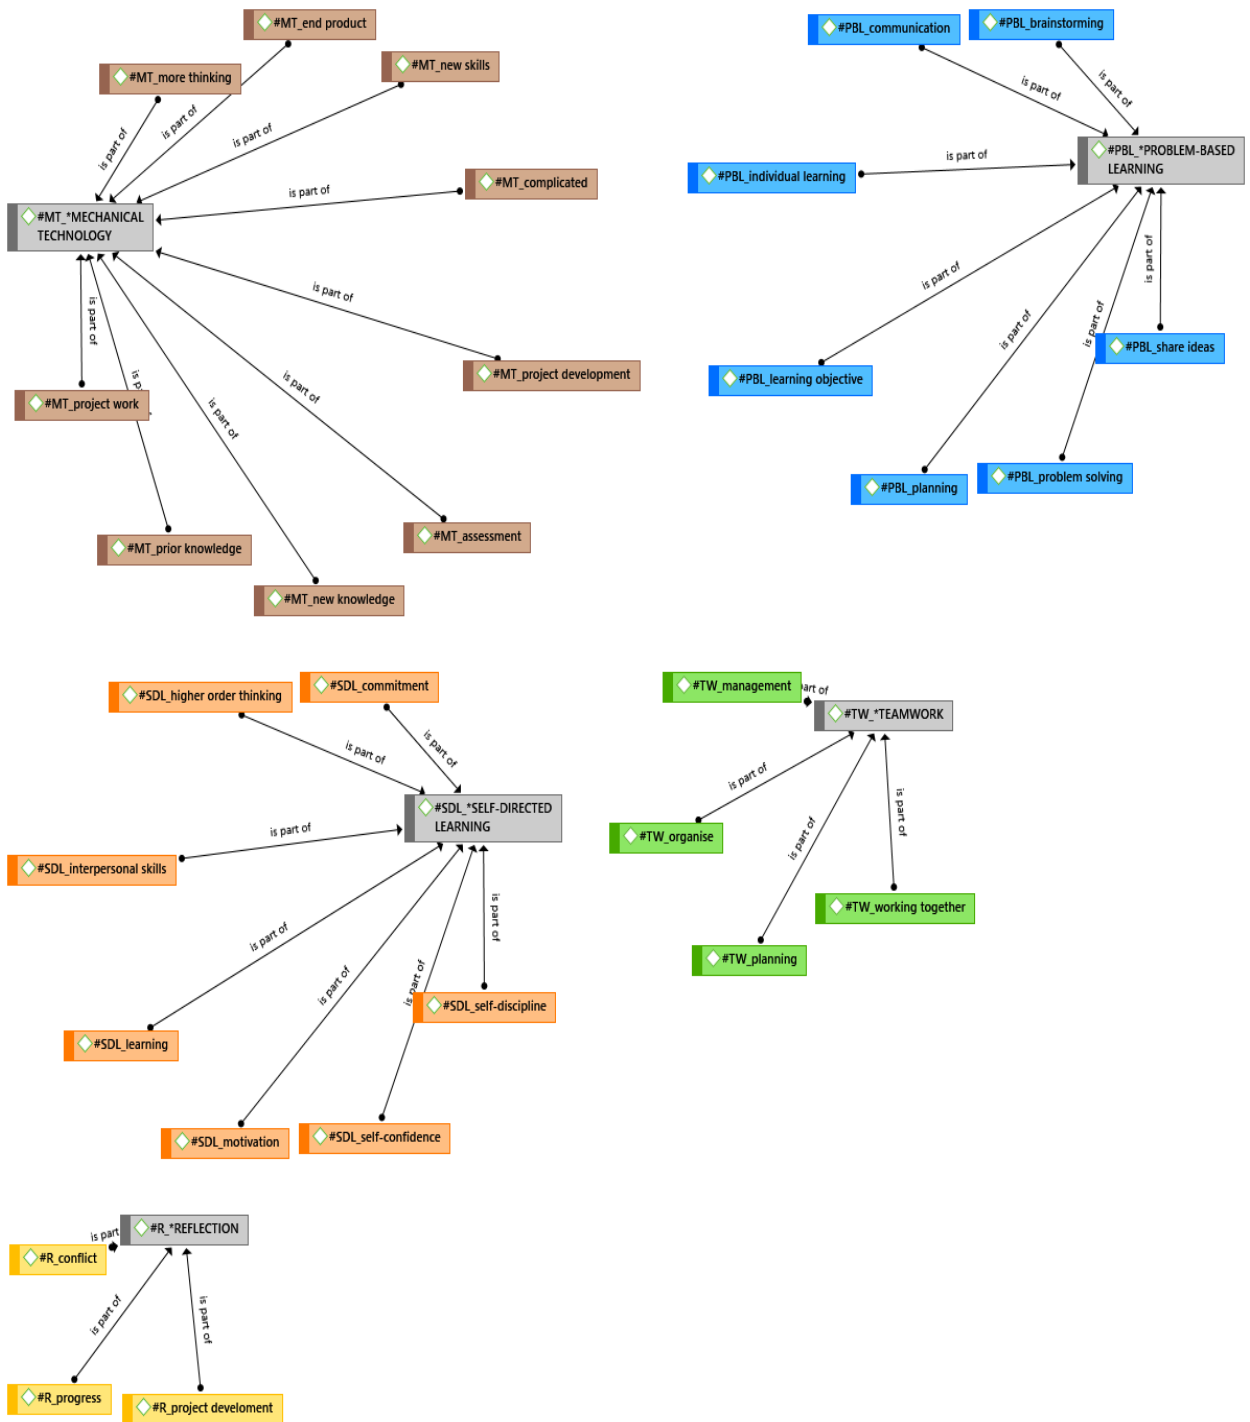 #MT_end product
#MT_more thinking
#MT_new skills
is part of
is part of
is part of
#MT_complicated
is part of
#MT_*MECHANICAL
TECHNOLOGY
is part of
is part of
#MT_project development
is part of
#MT_project work
is part of
is p
#MT_assessment
#MT_prior knowledge
#MT_new knowledge
#PBL_communication
#PBL_brainstorming
is part of
is part of
#PBL_*PROBLEM-BASED
LEARNING
is part of
#PBL_individual learning
is part of
is part of
is part of
is part of
#PBL_share ideas
#PBL_learning objective
#PBL_planning
#PBL_problem solving
#SDL_higher order thinking
#SDL_commitment
is part of
is part of
#SDL_*SELF-DIRECTED
LEARNING
is part of
#SDL_interpersonal skills
is part of
is part of
is part of
is part of
#SDL_self-discipline
#SDL_learning
#SDL_motivation
#SDL_self-confidence
#TW_management
part of
#TW_*TEAMWORK
is part of
is part of
is part of
#TW_organise
#TW_working together
#TW_planning
#R_*REFLECTION
is part
#R_conflict
is part of
is part of
#R_progress
#R_project develoment